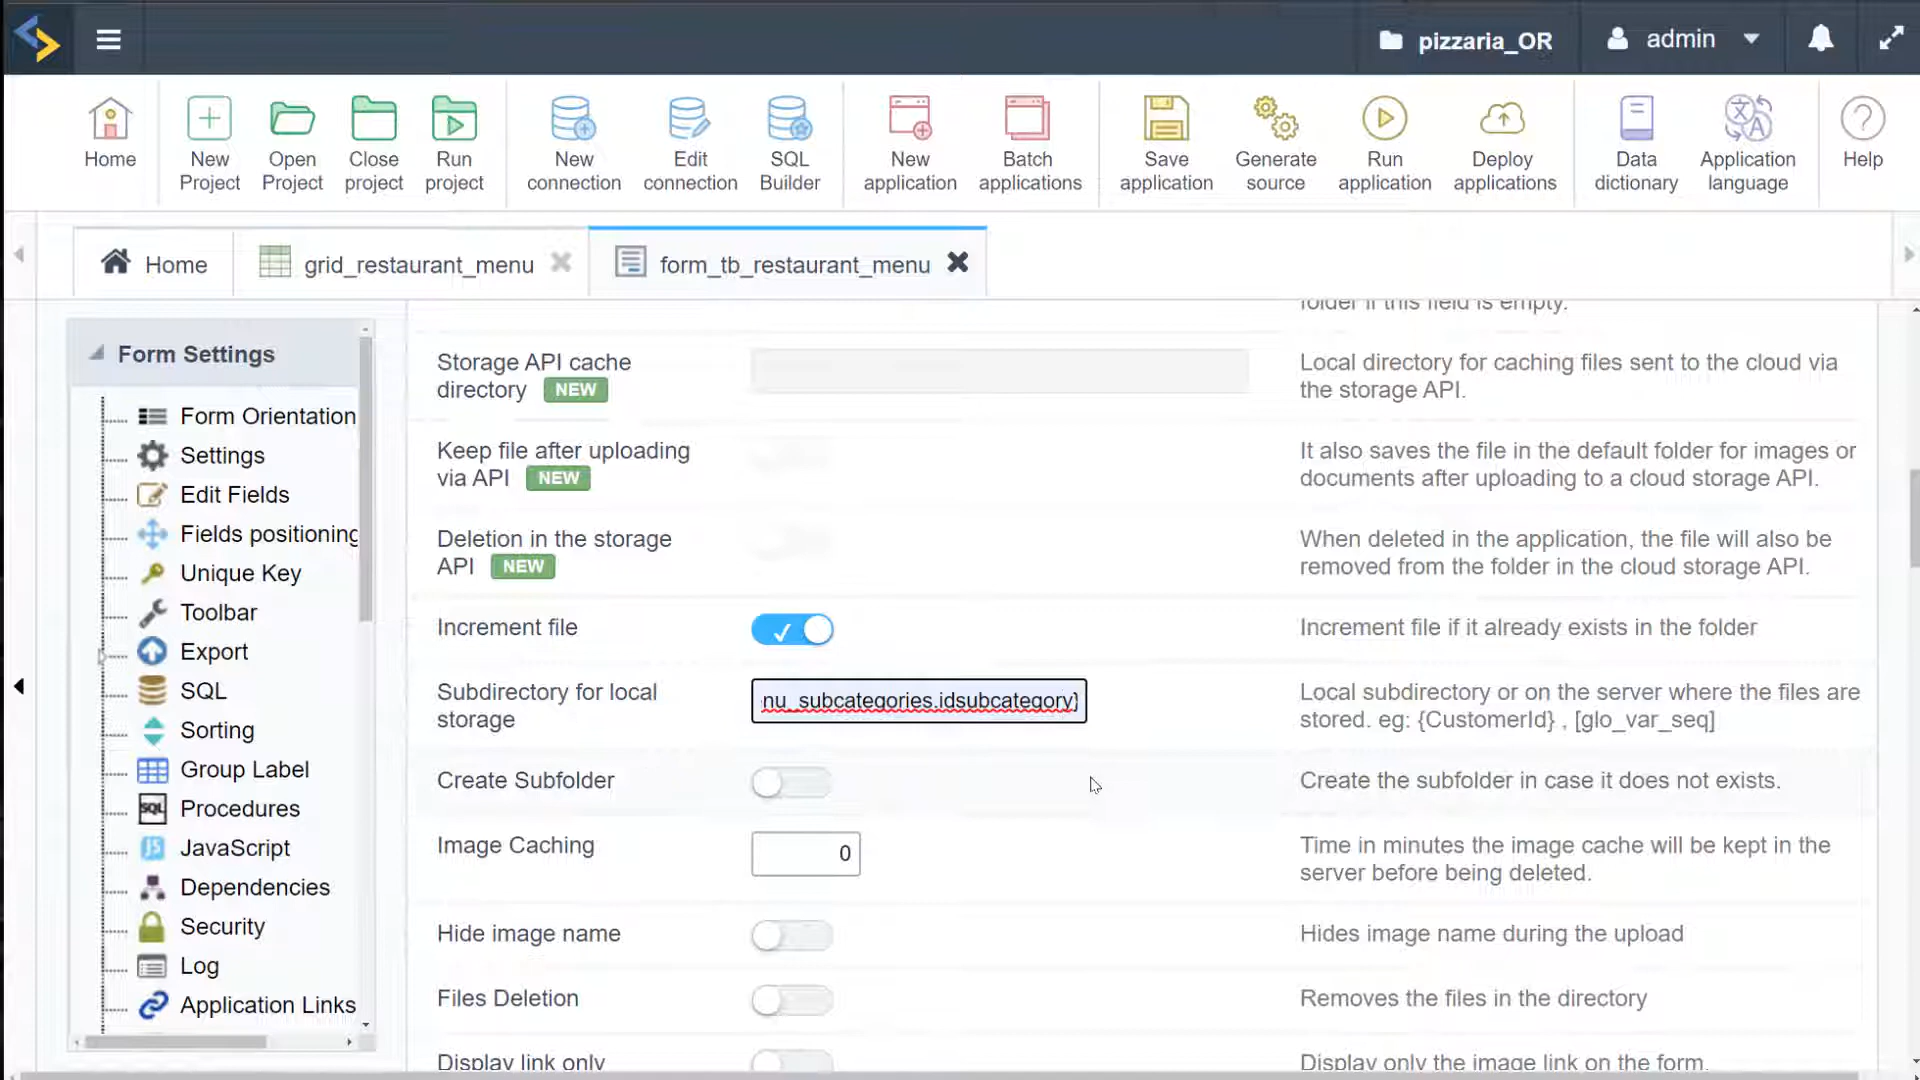 pizzaria_OR
admin
Home
New Project
Open Project
Close project
Run project
New connection
Edit connection
SQL Builder
New application
Batch applications
Save application
Generate source
Run application
Deploy applications
Data dictionary
Application language
Help
Home
grid_restaurant_menu
form_tb_restaurant_menu
Form Settings
Form Orientation
Settings
Edit Fields
Fields positioning
Unique Key
Toolbar
Export
SQL
Sorting
Group Label
SQL
Procedures
JS
JavaScript
Dependencies
Security
Log
Application Links
folder if this field is empty.
Storage API cache
directory NEW
Local directory for caching files sent to the cloud via
the storage API.
Keep file after uploading
via API NEW
It also saves the file in the default folder for images or
documents after uploading to a cloud storage API.
Deletion in the storage
API NEW
When deleted in the application, the file will also be
removed from the folder in the cloud storage API.
Increment file
Increment file if it already exists in the folder
Subdirectory for local
storage
nu_subcategories.idsubcategory}
Local subdirectory or on the server where the files are
stored. eg: {CustomerId} , [glo_var_seq]
Create Subfolder
Create the subfolder in case it does not exists.
Image Caching
0
Time in minutes the image cache will be kept in the
server before being deleted.
Hide image name
Hides image name during the upload
Files Deletion
Removes the files in the directory
Display link only
Display only the image link on the form.